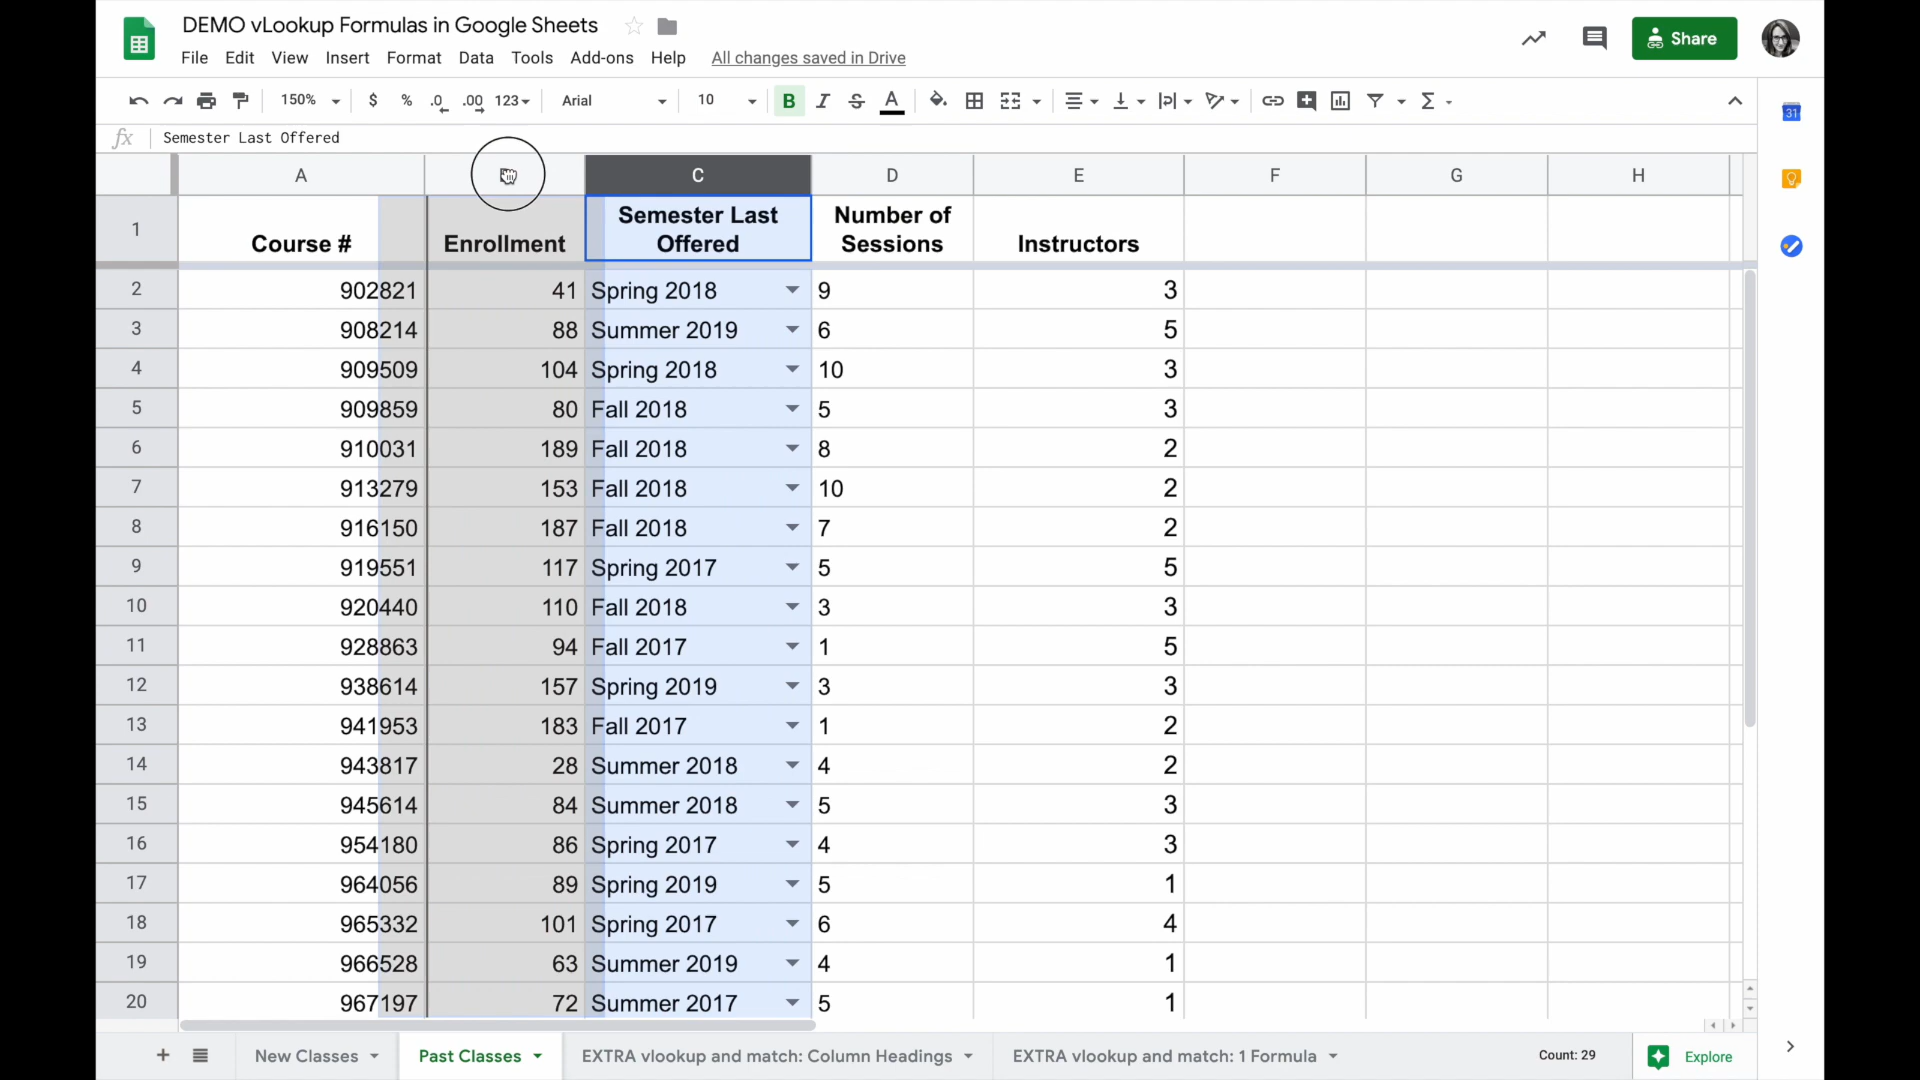 DEMO vLookup Formulas in Google Sheets
File Edit View Insert Format Data Tools Add-ons Help All changes saved in Drive
Share
150% $ % .0 .00 123 Arial 10 B I S A Σ
31
fx Semester Last Offered
A C D E F G H
1 Course # Enrollment Semester Last Offered Number of Sessions Instructors
2 902821 41 Spring 2018 9 3
3 908214 88 Summer 2019 6 5
4 909509 104 Spring 2018 10 3
5 909859 80 Fall 2018 5 3
6 910031 189 Fall 2018 8 2
7 913279 153 Fall 2018 10 2
8 916150 187 Fall 2018 7 2
9 919551 117 Spring 2017 5 5
10 920440 110 Fall 2018 3 3
11 928863 94 Fall 2017 1 5
12 938614 157 Spring 2019 3 3
13 941953 183 Fall 2017 1 2
14 943817 28 Summer 2018 4 2
15 945614 84 Summer 2018 5 3
16 954180 86 Spring 2017 4 3
17 964056 89 Spring 2019 5 1
18 965332 101 Spring 2017 6 4
19 966528 63 Summer 2019 4 1
20 967197 72 Summer 2017 5 1
New Classes Past Classes EXTRA vlookup and match: Column Headings EXTRA vlookup and match: 1 Formula Count: 29 Explore